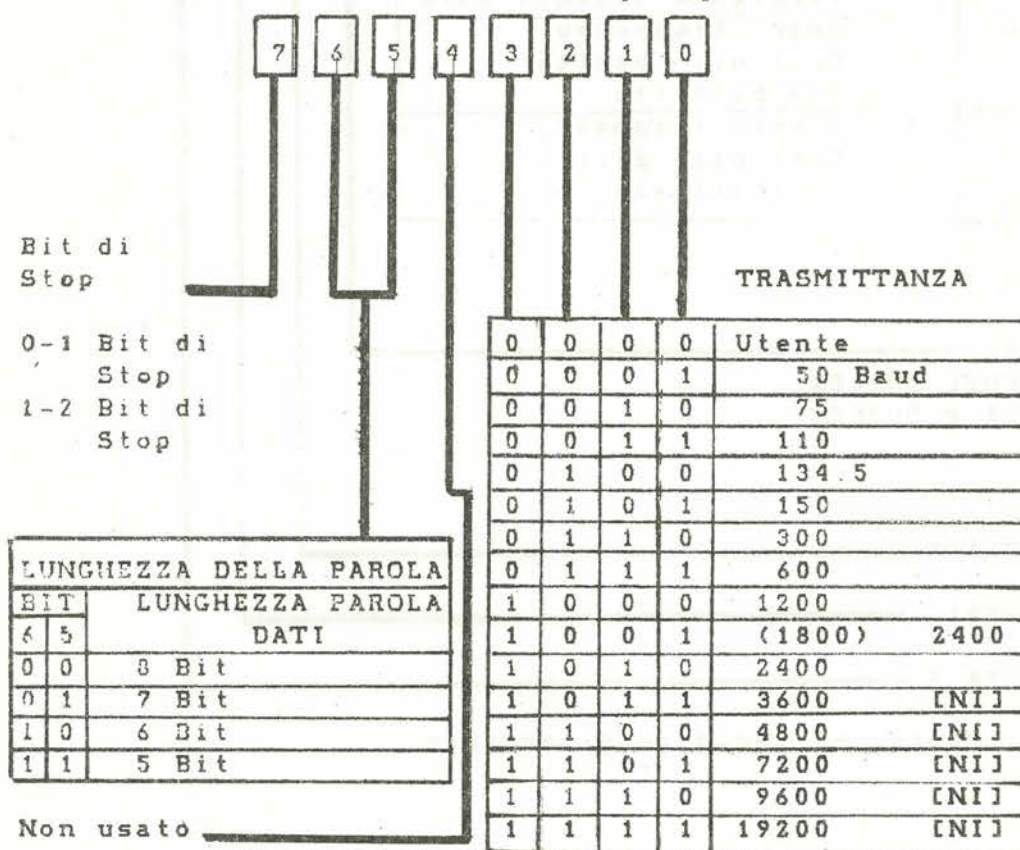 7 6 5 4 3 2 1 0
Bit di
Stop
0-1 Bit di
Stop
1-2 Bit di
Stop
TRASMITTANZA
0 0 0 0 Utente
0 0 0 1 50 Baud
0 0 1 0 75
0 0 1 1 110
0 1 0 0 134.5
0 1 0 1 150
0 1 1 0 300
0 1 1 1 600
1 0 0 0 1200
1 0 0 1 (1800) 2400
1 0 1 0 2400
1 0 1 1 3600 [NI]
1 1 0 0 4800 [NI]
1 1 0 1 7200 [NI]
1 1 1 0 9600 [NI]
1 1 1 1 19200 [NI]
LUNGHEZZA DELLA PAROLA
BIT LUNGHEZZA PAROLA
6 5 DATI
0 0 8 Bit
0 1 7 Bit
1 0 6 Bit
1 1 5 Bit
Non usato